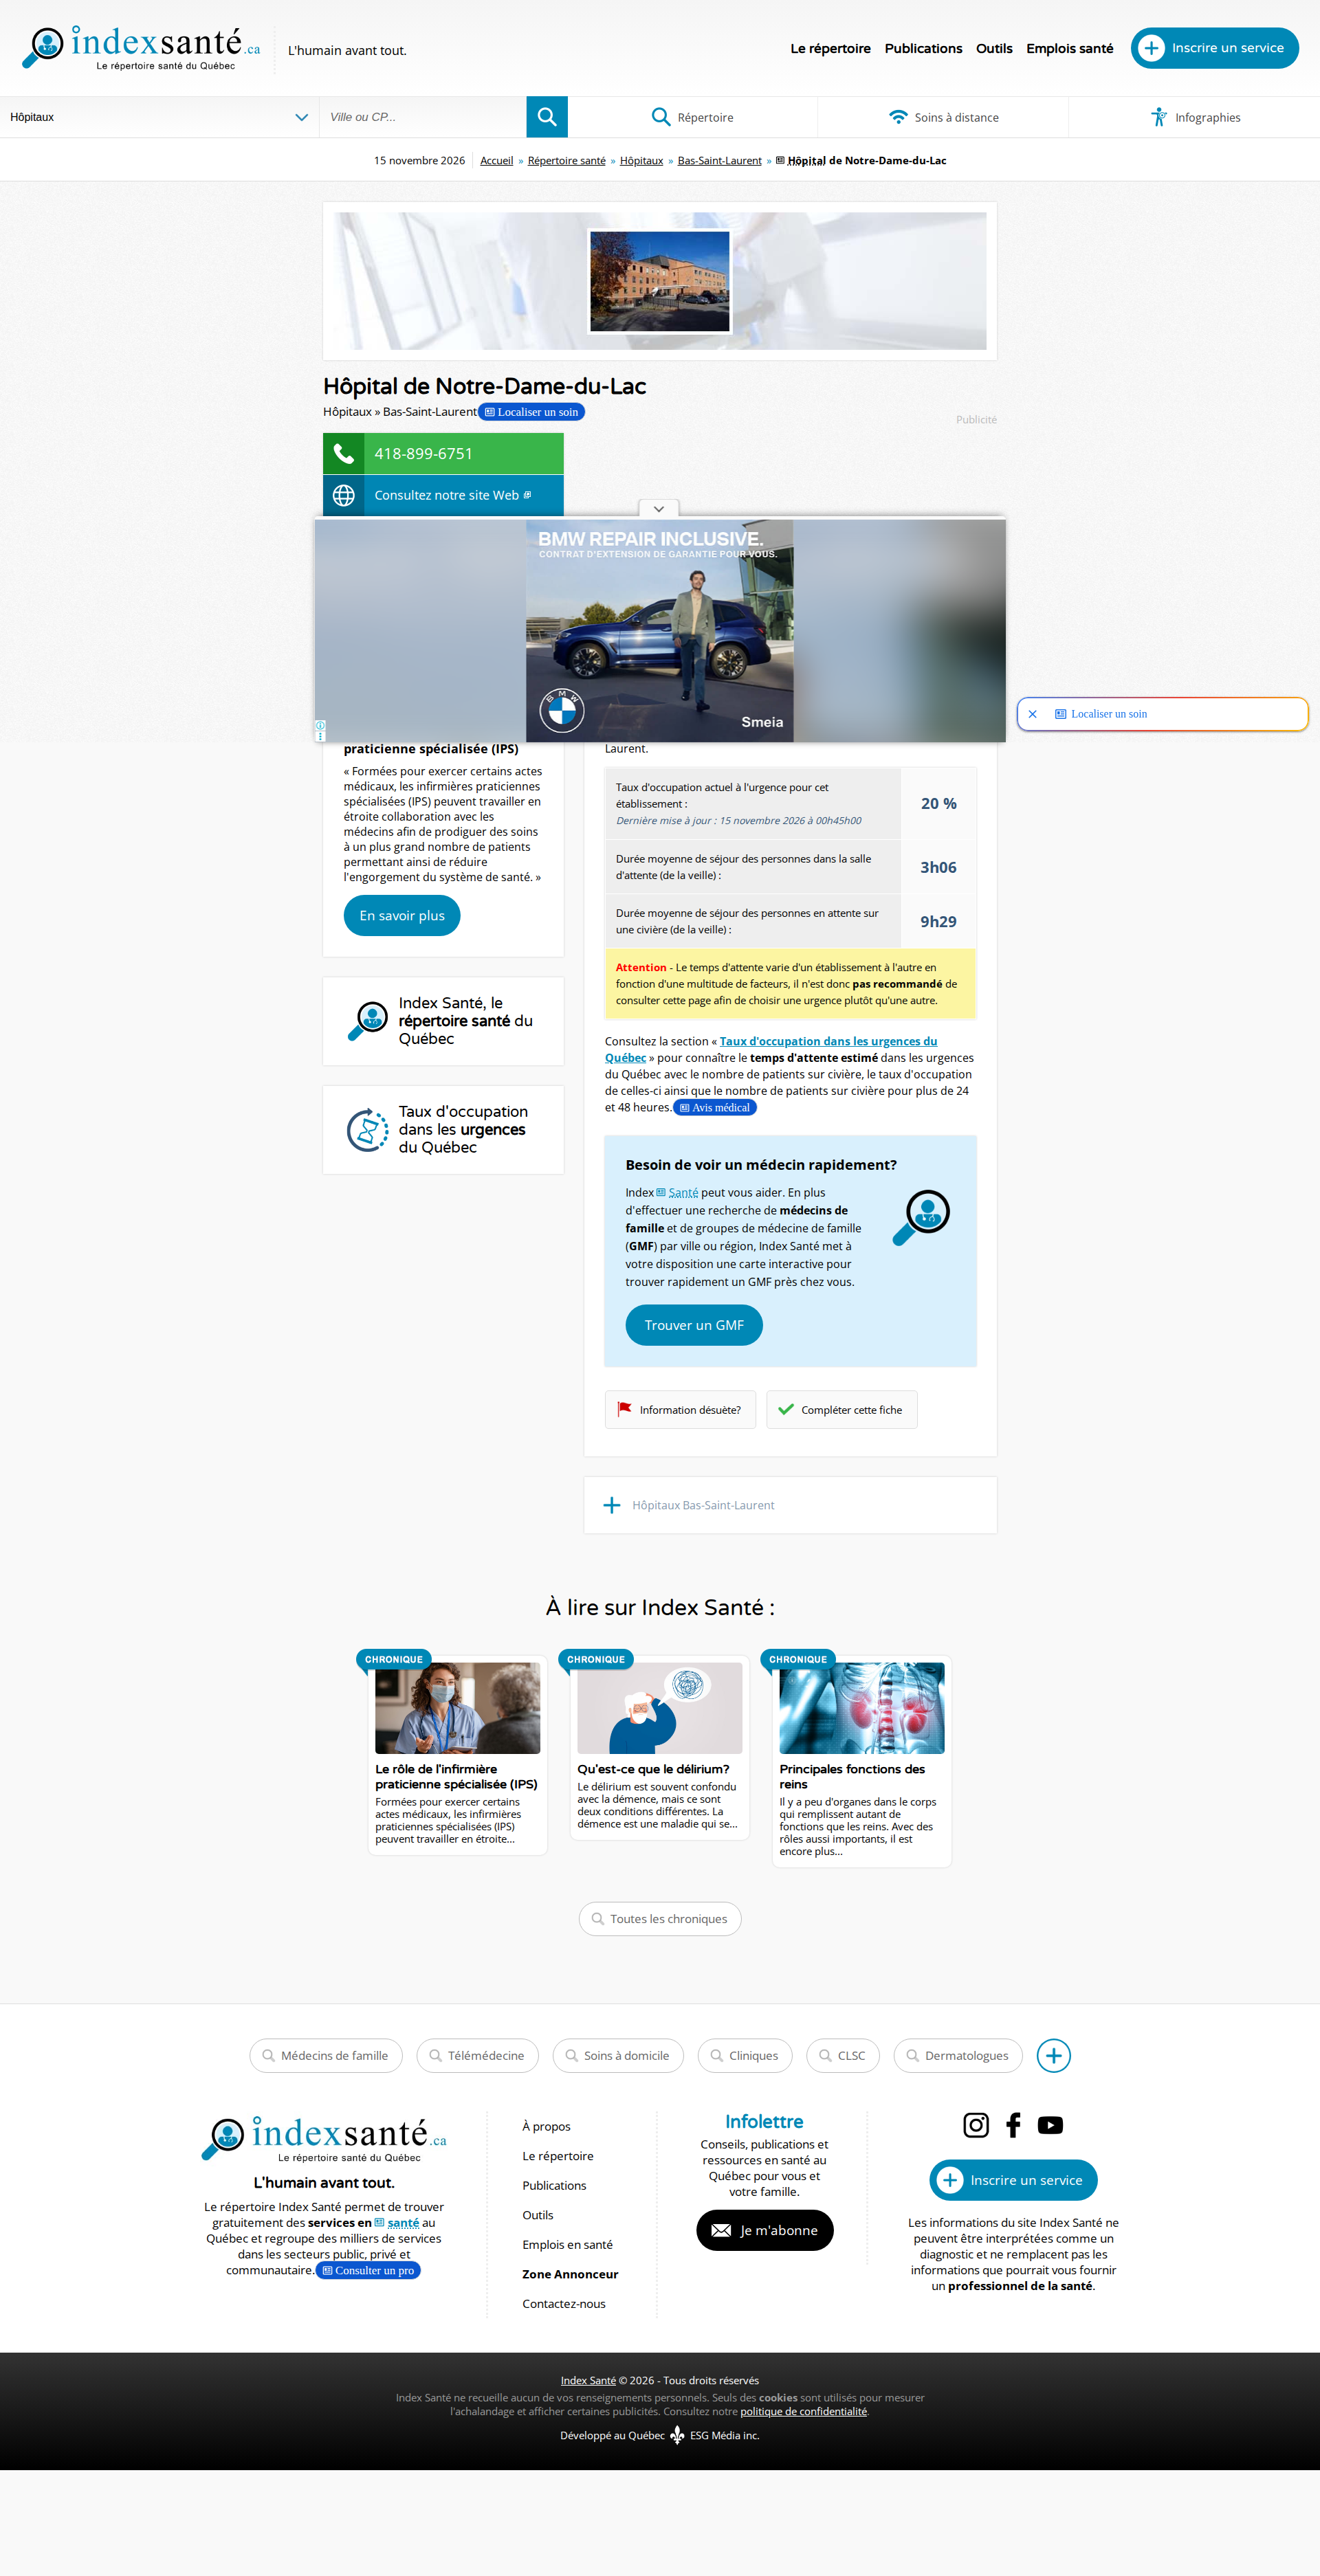 indexsanté.ca
Le répertoire santé du Québec
L'humain avant tout.
Le répertoire
Publications
Outils
Emplois santé
Inscrire un service
Hôpitaux
Ville ou CP...
Répertoire
Soins à distance
Infographies
15 novembre 2026
Accueil » Répertoire santé » Hôpitaux » Bas-Saint-Laurent » Hôpital de Notre-Dame-du-Lac
Hôpital de Notre-Dame-du-Lac
Hôpitaux » Bas-Saint-Laurent Localiser un soin
Publicité
418-899-6751
Consultez notre site Web
BMW REPAIR INCLUSIVE.
CONTRAT D'EXTENSION DE GARANTIE POUR VOUS.
BMW
Smeia
Localiser un soin
praticienne spécialisée (IPS)
« Formées pour exercer certains actes
médicaux, les infirmières praticiennes
spécialisées (IPS) peuvent travailler en
étroite collaboration avec les
médecins afin de prodiguer des soins
à un plus grand nombre de patients
permettant ainsi de réduire
l'engorgement du système de santé. »
En savoir plus
Index Santé, le
répertoire santé du
Québec
Taux d'occupation
dans les urgences
du Québec
Laurent.
Taux d'occupation actuel à l'urgence pour cet
établissement :
Dernière mise à jour : 15 novembre 2026 à 00h45h00
20 %
Durée moyenne de séjour des personnes dans la salle
d'attente (de la veille) :
3h06
Durée moyenne de séjour des personnes en attente sur
une civière (de la veille) :
9h29
Attention - Le temps d'attente varie d'un établissement à l'autre en
fonction d'une multitude de facteurs, il n'est donc pas recommandé de
consulter cette page afin de choisir une urgence plutôt qu'une autre.
Consultez la section « Taux d'occupation dans les urgences du
Québec » pour connaître le temps d'attente estimé dans les urgences
du Québec avec le nombre de patients sur civière, le taux d'occupation
de celles-ci ainsi que le nombre de patients sur civière pour plus de 24
et 48 heures. Avis médical
Besoin de voir un médecin rapidement?
Index Santé peut vous aider. En plus
d'effectuer une recherche de médecins de
famille et de groupes de médecine de famille
(GMF) par ville ou région, Index Santé met à
votre disposition une carte interactive pour
trouver rapidement un GMF près chez vous.
Trouver un GMF
Information désuète?
Compléter cette fiche
Hôpitaux Bas-Saint-Laurent
À lire sur Index Santé :
CHRONIQUE
Le rôle de l'infirmière
praticienne spécialisée (IPS)
Formées pour exercer certains
actes médicaux, les infirmières
praticiennes spécialisées (IPS)
peuvent travailler en étroite...
CHRONIQUE
Qu'est-ce que le délirium?
Le délirium est souvent confondu
avec la démence, mais ce sont
deux conditions différentes. La
démence est une maladie qui se...
CHRONIQUE
Principales fonctions des
reins
Il y a peu d'organes dans le corps
qui remplissent autant de
fonctions que les reins. Avec des
rôles aussi importants, il est
encore plus...
Toutes les chroniques
Médecins de famille
Télémédecine
Soins à domicile
Cliniques
CLSC
Dermatologues
indexsanté.ca
Le répertoire santé du Québec
L'humain avant tout.
Le répertoire Index Santé permet de trouver
gratuitement des services en santé au
Québec et regroupe des milliers de services
dans les secteurs public, privé et
communautaire. Consulter un pro
À propos
Le répertoire
Publications
Outils
Emplois en santé
Zone Annonceur
Contactez-nous
Infolettre
Conseils, publications et
ressources en santé au
Québec pour vous et
votre famille.
Je m'abonne
Inscrire un service
Les informations du site Index Santé ne
peuvent être interprétées comme un
diagnostic et ne remplacent pas les
informations que pourrait vous fournir
un professionnel de la santé.
Index Santé © 2026 - Tous droits réservés
Index Santé ne recueille aucun de vos renseignements personnels. Seuls des cookies sont utilisés pour mesurer
l'achalandage et afficher certaines publicités. Consultez notre politique de confidentialité.
Développé au Québec ESG Média inc.